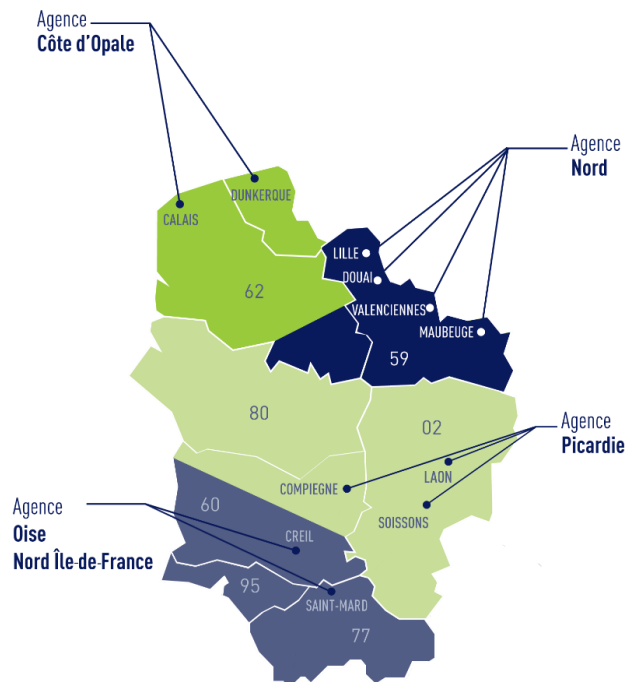 Agence
Côte d'Opale
Agence
Nord
DUNKERQUE
CALAIS
LILLE
DOUAI
62
VALENCIENNES
MAUBEUGE
59
80
02
Agence
Picardie
LAON
COMPIEGNE
SOISSONS
60
Agence
Oise
Nord Île-de-France
CREIL
95
SAINT-MARD
77